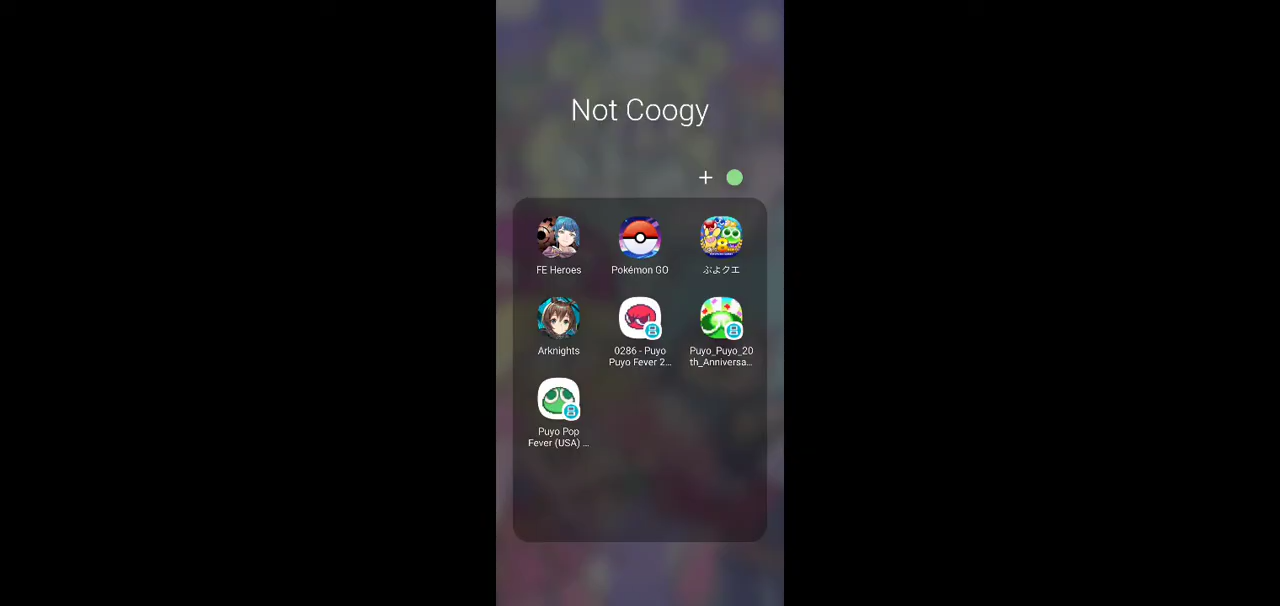 Not Coogy
FE Heroes
Pokémon GO
ぷよクエ
Arknights
0286 - Puyo
Puyo Fever 2...
Puyo_Puyo_20
th_Anniversa...
Puyo Pop
Fever (USA) ...